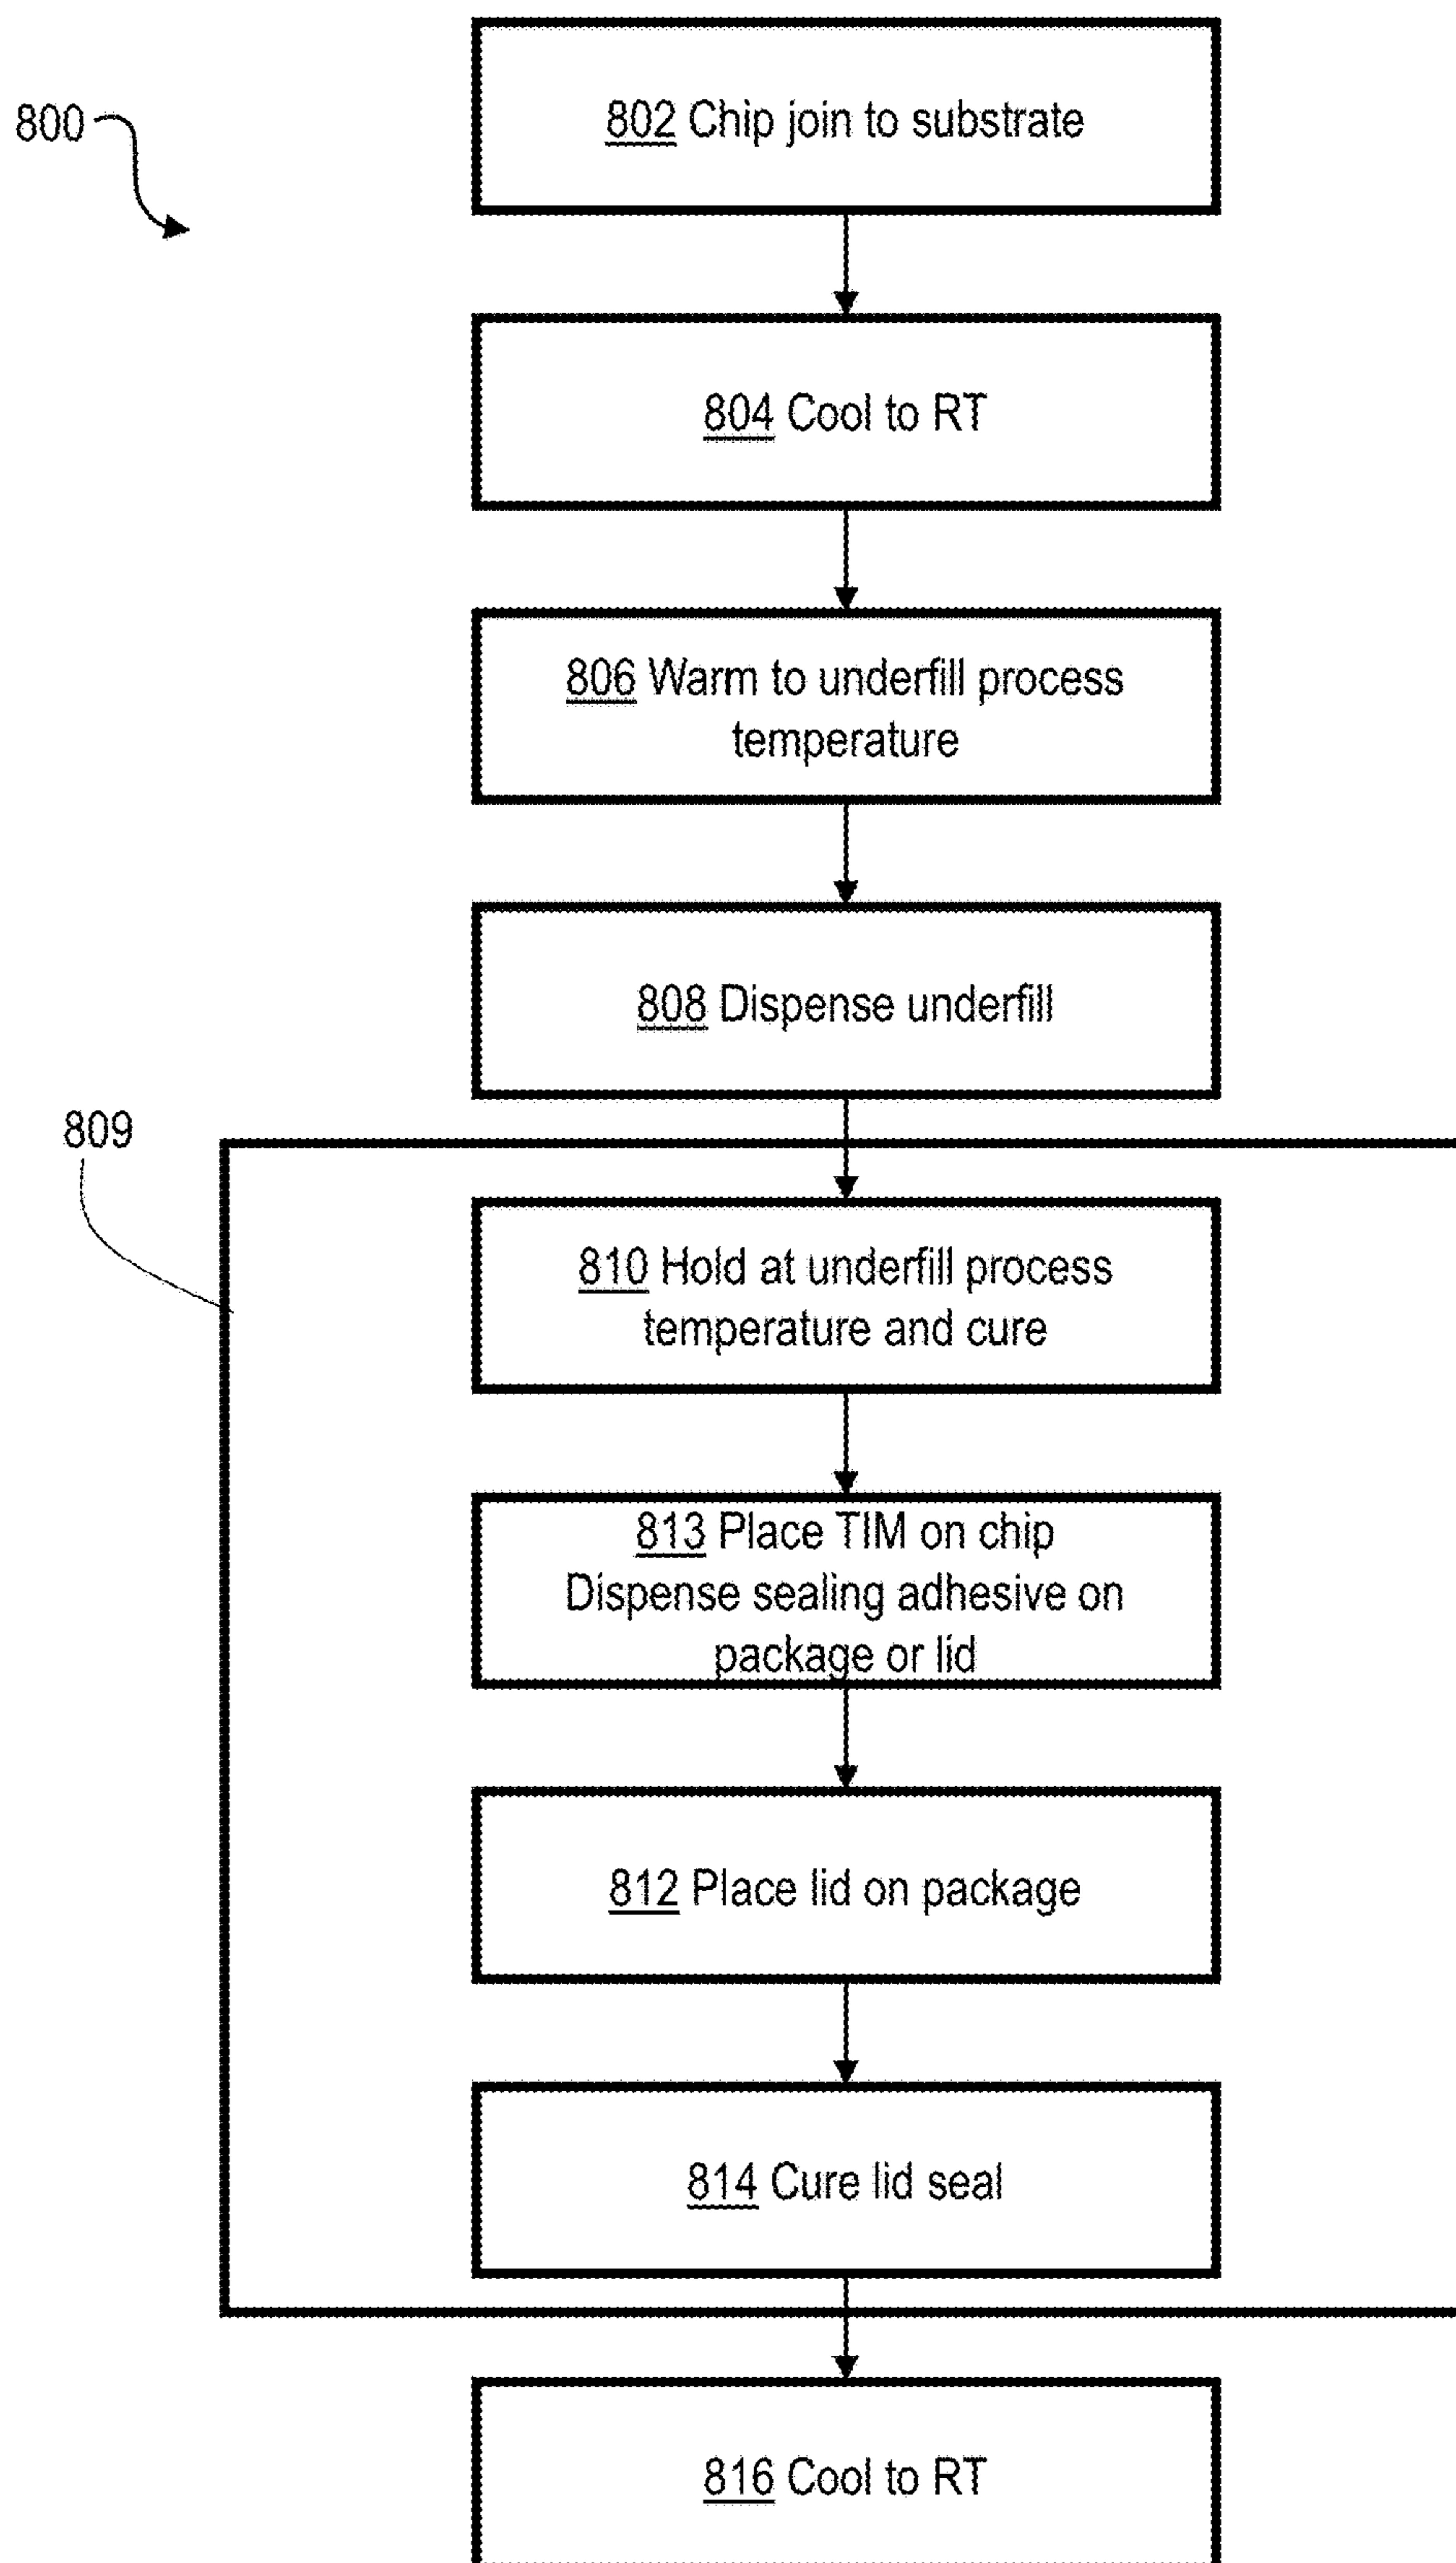 800
802 Chip join to substrate
804 Cool to RT
806 Warm to underfill process
temperature
808 Dispense underfill
809
810 Hold at underfill process
temperature and cure
813 Place TIM on chip
Dispense sealing adhesive on
package or lid
812 Place lid on package
814 Cure lid seal
816 Cool to RT